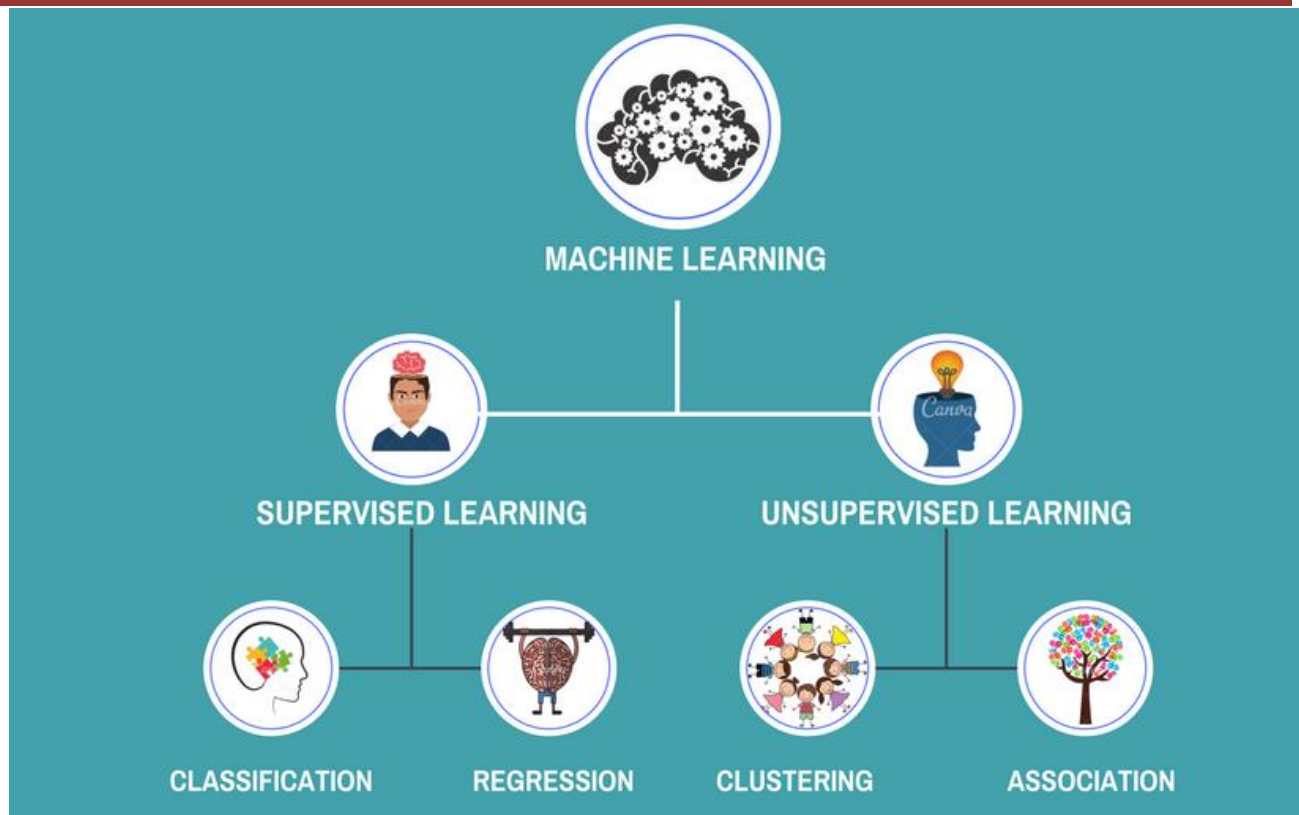 MACHINE LEARNING
Canva
SUPERVISED LEARNING
UNSUPERVISED LEARNING
CLASSIFICATION
REGRESSION
CLUSTERING
ASSOCIATION